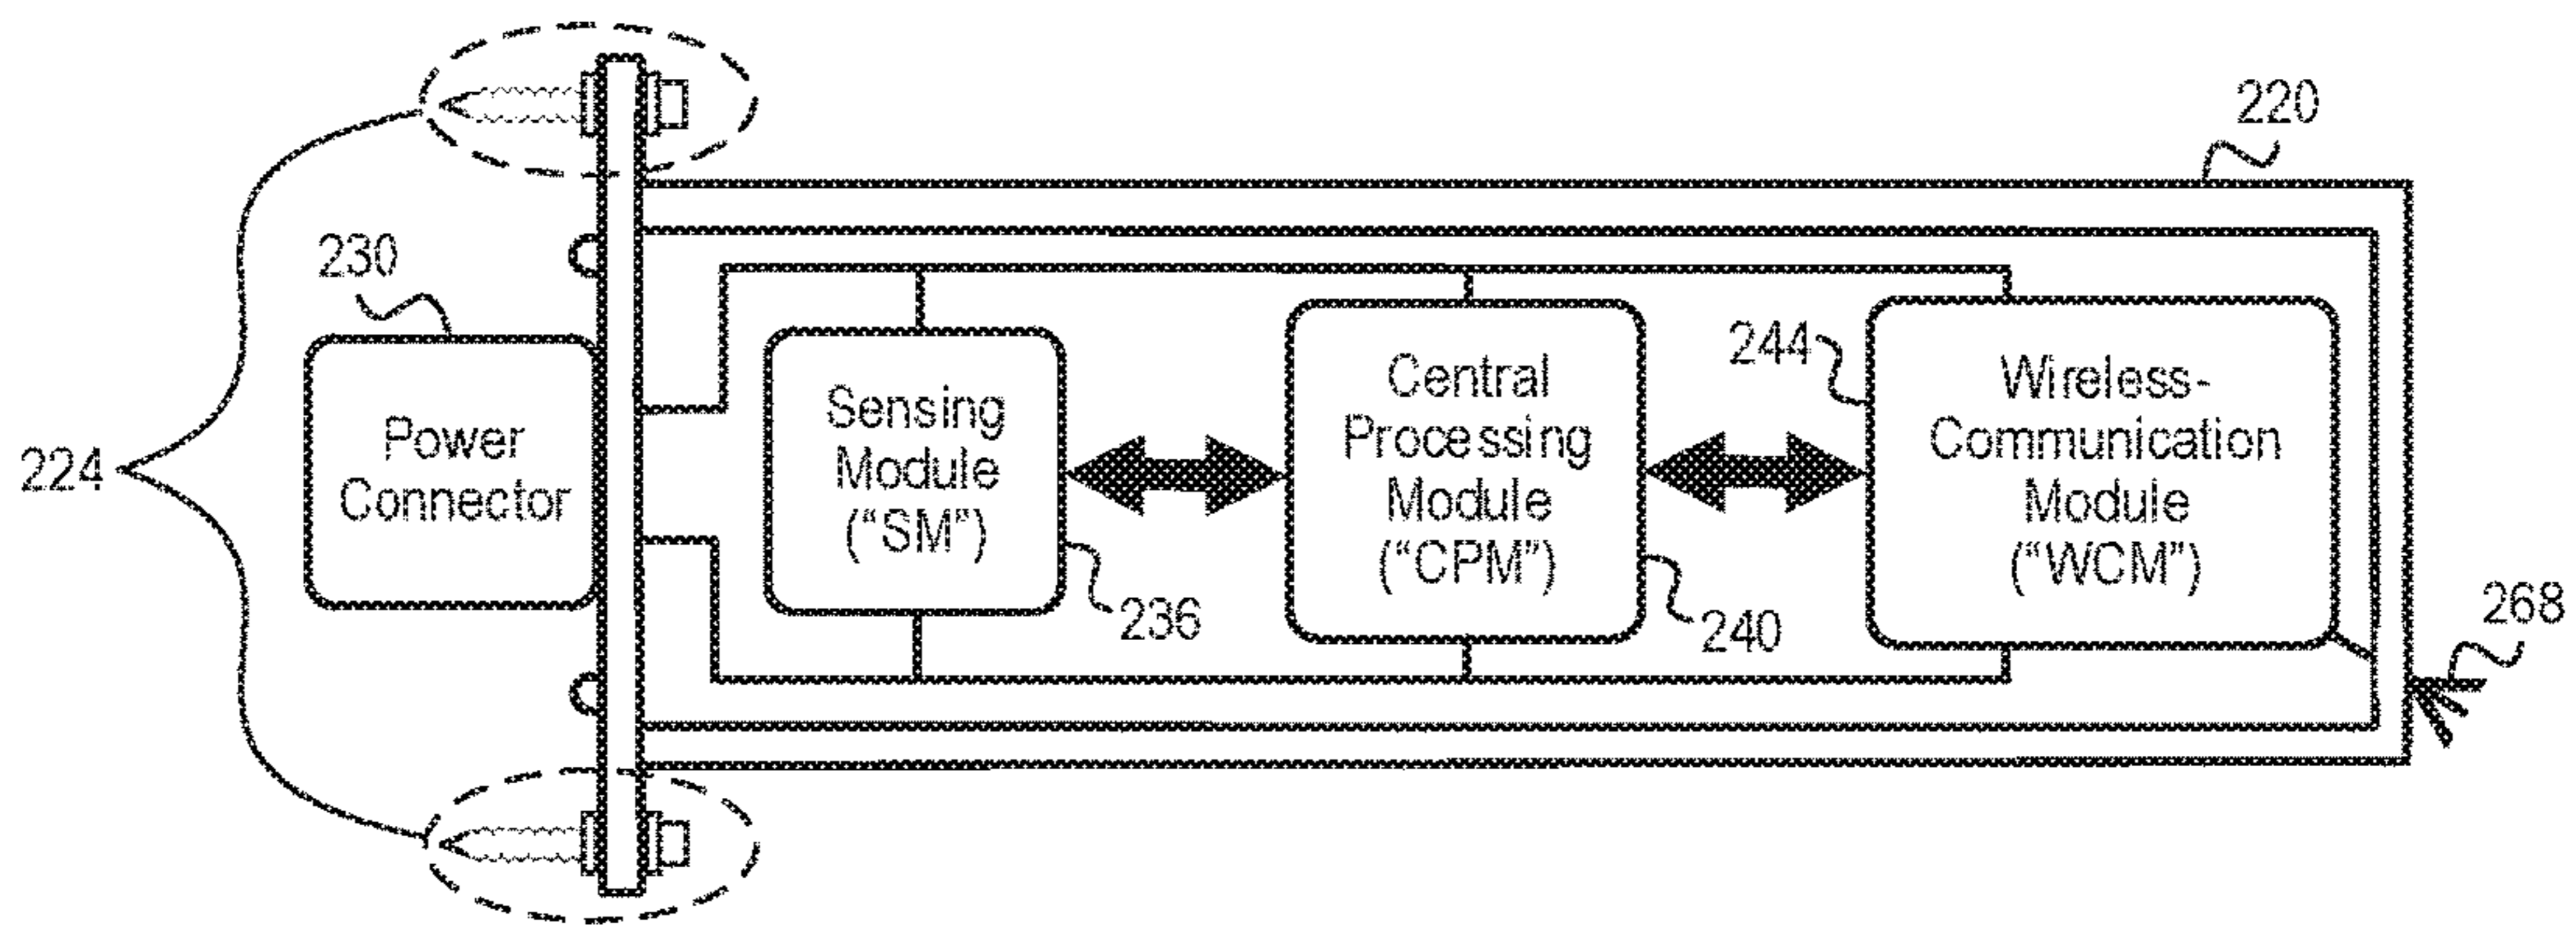 220
230
Power
Connector
224
Sensing
Module
("SM")
236
Central
Processing
Module
("CPM")
240
244
Wireless-
Communication
Module
("WCM")
268